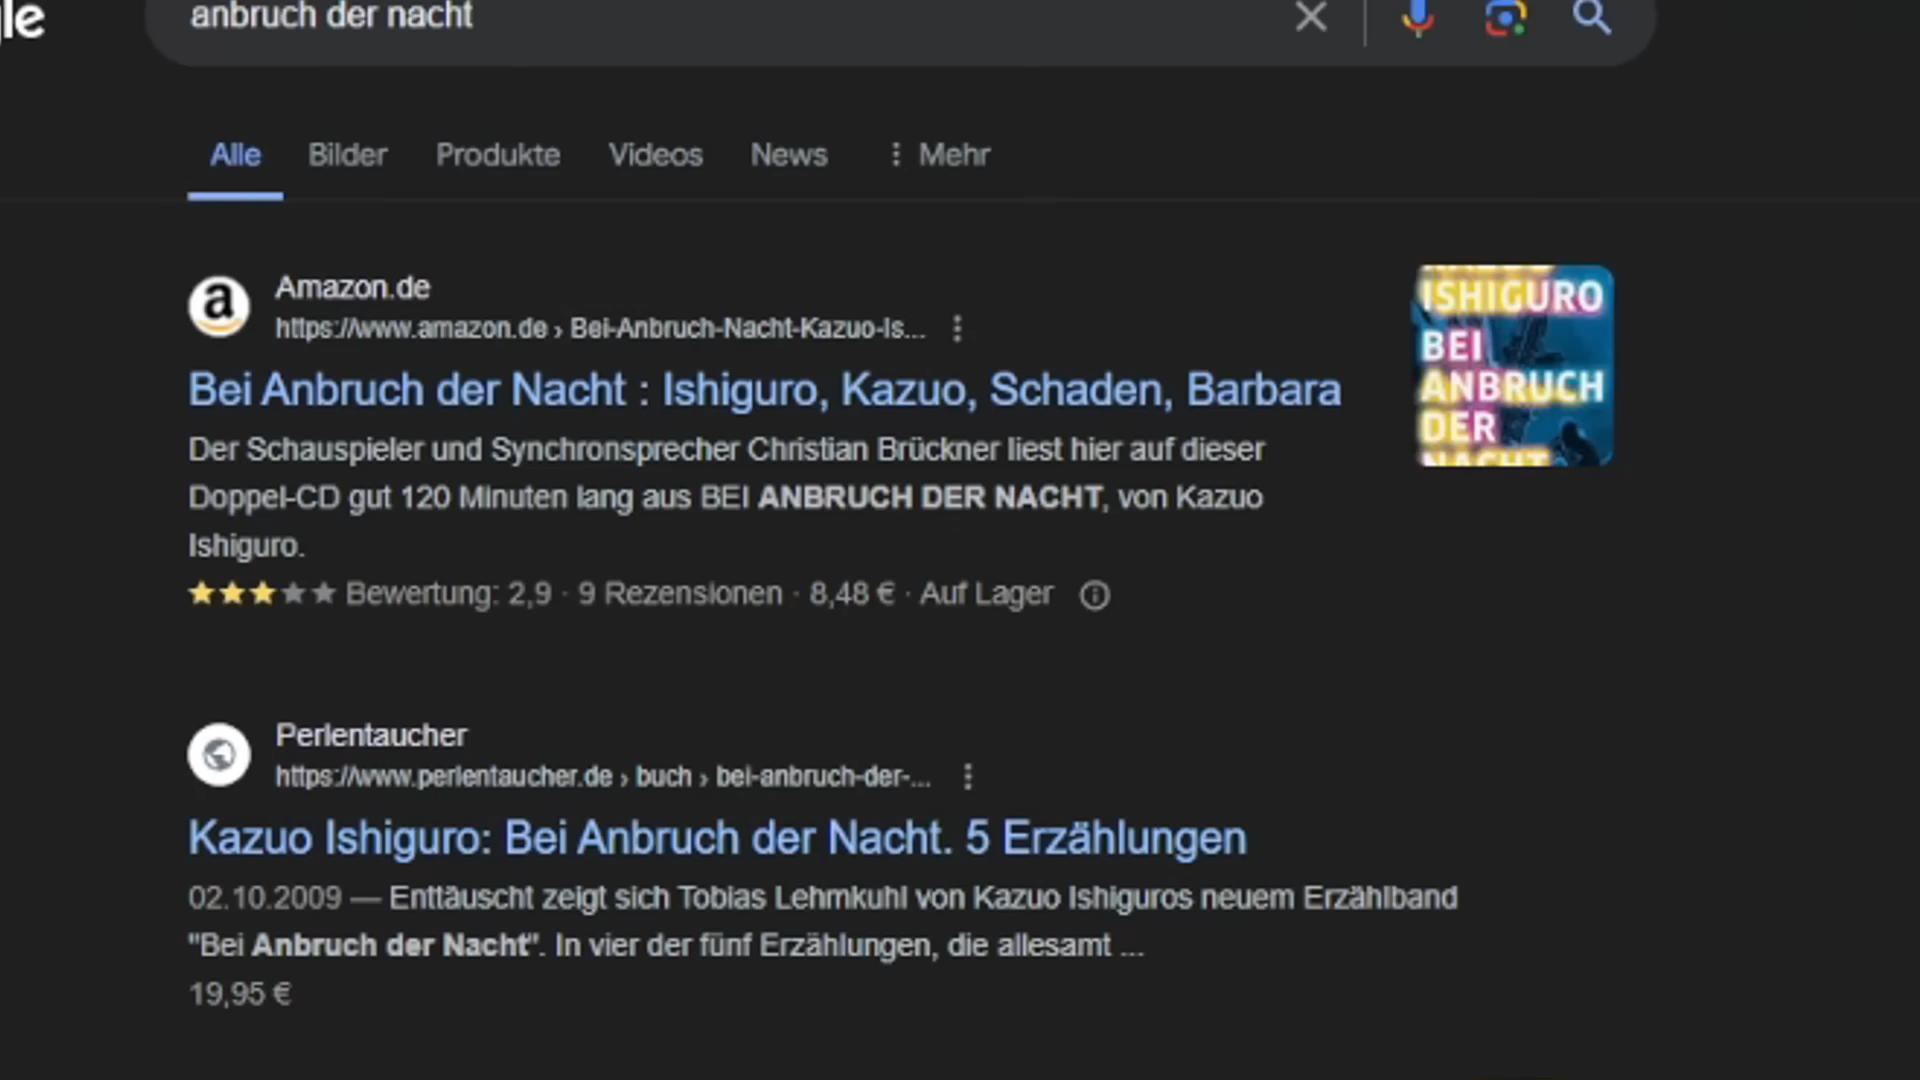 le
anbruch der nacht
Alle Bilder Produkte Videos News Mehr
Amazon.de
https://www.amazon.de › Bei-Anbruch-Nacht-Kazuo-Is...
Bei Anbruch der Nacht : Ishiguro, Kazuo, Schaden, Barbara
Der Schauspieler und Synchronsprecher Christian Brückner liest hier auf dieser
Doppel-CD gut 120 Minuten lang aus BEI ANBRUCH DER NACHT, von Kazuo
Ishiguro.
Bewertung: 2,9 · 9 Rezensionen · 8,48 € · Auf Lager
ISHIGURO
BEI
ANBRUCH
DER
NACHT
Perlentaucher
https://www.perlentaucher.de › buch › bei-anbruch-der-...
Kazuo Ishiguro: Bei Anbruch der Nacht. 5 Erzählungen
02.10.2009 — Enttäuscht zeigt sich Tobias Lehmkuhl von Kazuo Ishiguros neuem Erzählband
"Bei Anbruch der Nacht". In vier der fünf Erzählungen, die allesamt ...
19,95 €